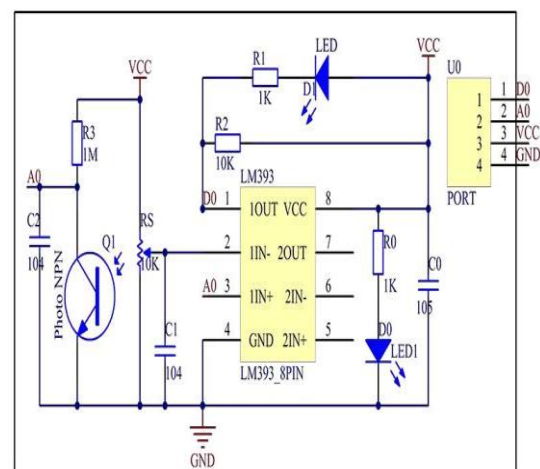 LED
VCC
U0
R1
1K
D1
VCC
R2
10K
1 1 D0
2 2 A0
3 3 VCC
4 4 GND
PORT
R3
1M
LM393
A0
D0 1 1OUT VCC 8
C2
104
Q1
RS
10K
2 1IN- 2OUT 7
R0
1K
C0
105
Photo NPN
A0 3 1IN+ 2IN- 6
C1
104
4 GND 2IN+ 5
D0
LED1
LM393_8PIN
GND